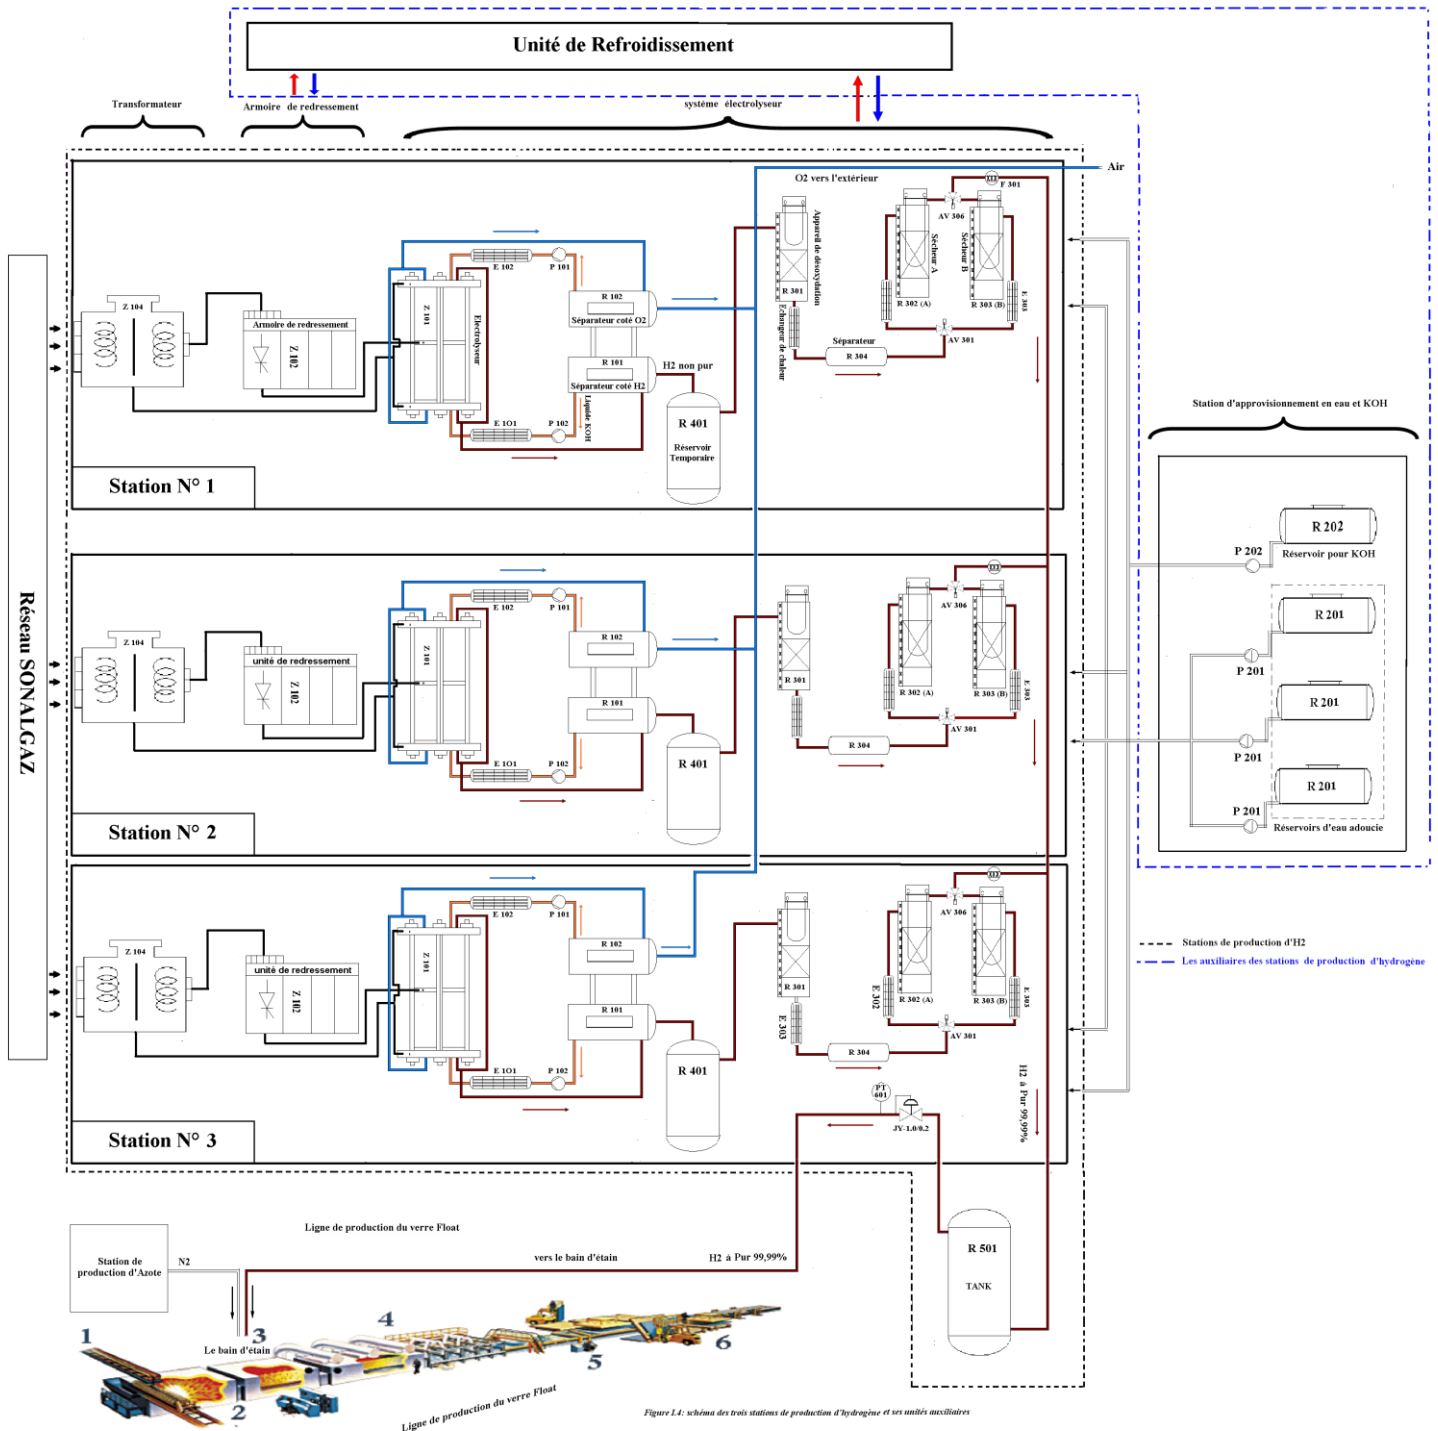 Unité de Refroidissement
Transformateur
Armoire de redressement
système électrolyseur
Air
O2 vers l'extérieur
F 301
AV 306
Appareil de désoxydation
Sécheur A
Sécheur B
R 301
R 302 (A)
R 303 (B)
E 303
Echangeur de chaleur
AV 301
Séparateur
R 304
E 102
P 101
R 102
Séparateur coté O2
R 101
Séparateur coté H2
H2 non pur
Z 104
Armoire de redressement
Z 102
Z 101
Electrolyseur
Liquide KOH
E 1O1
P 102
R 401
Réservoir
Temporaire
Station N° 1
Réseau SONALGAZ
Station d'approvisionnement en eau et KOH
R 202
P 202
Réservoir pour KOH
R 201
P 201
R 201
P 201
R 201
P 201
Réservoirs d'eau adoucie
E 102
P 101
AV 306
R 102
Z 104
unité de redressement
Z 102
Z 101
R 301
R 302 (A)
R 303 (B)
E 303
R 101
AV 301
R 304
E 1O1
P 102
R 401
Station N° 2
E 102
P 101
AV 306
R 102
Z 104
unité de redressement
Z 102
Z 101
R 301
R 302 (A)
R 303 (B)
E 302
E 303
E 303
R 101
AV 301
R 304
E 1O1
P 102
R 401
H2 à Pur 99,99%
PT
601
JY-1.0/0.2
Station N° 3
Stations de production d'H2
Les auxiliaires des stations de production d'hydrogène
Ligne de production du verre Float
Station de
production d'Azote
N2
vers le bain d'étain
H2 à Pur 99,99%
R 501
TANK
1
2
3
4
5
6
Le bain d'étain
Ligne de production du verre Float
Figure I.4: schéma des trois stations de production d'hydrogène et ses unités auxiliaires